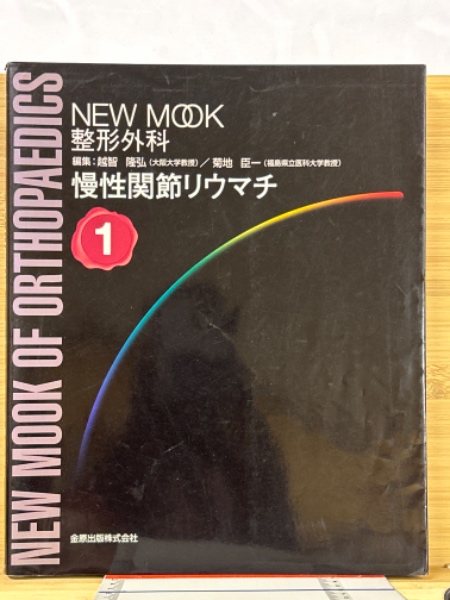 NEW MOOK OF ORTHOPAEDICS
NEW MOOK
整形外科
編集:越智 隆弘(大阪大学教授)/菊地 臣一(福島県立医科大学教授)
慢性関節リウマチ
1
金原出版株式会社